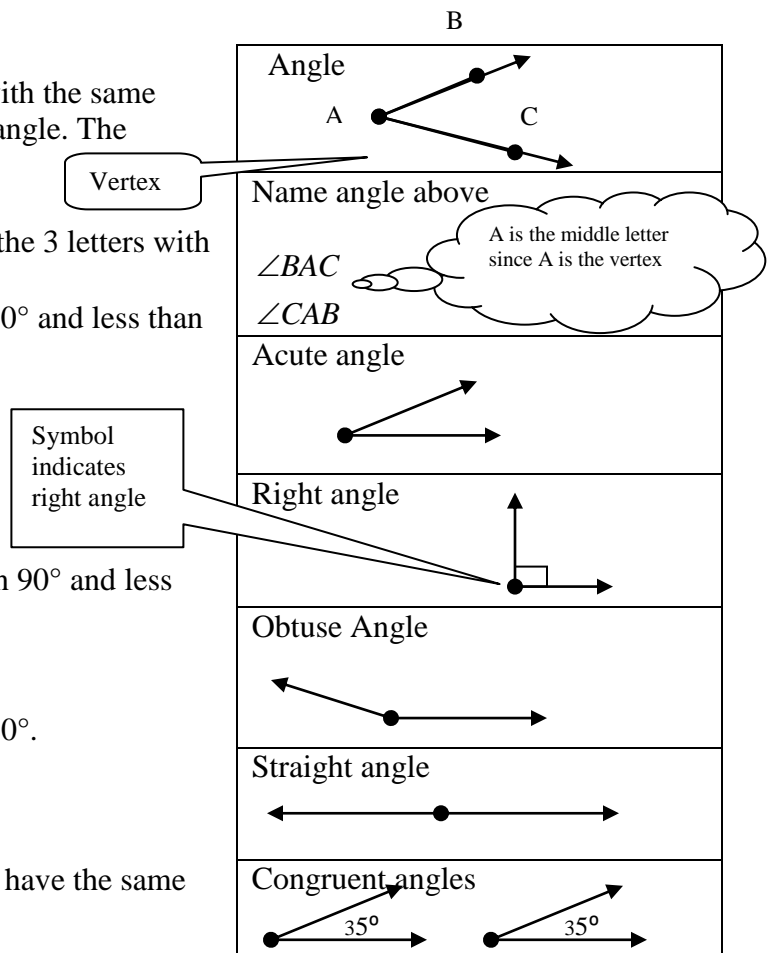 B
Angle
ith the same
A
C
angle. The
Vertex
Name angle above
the 3 letters with
A is the middle letter
since A is the vertex
∠BAC
0° and less than
∠CAB
Acute angle
Symbol
indicates
right angle
Right angle
n 90° and less
Obtuse Angle
0°.
Straight angle
have the same
Congruent angles
35º
35º